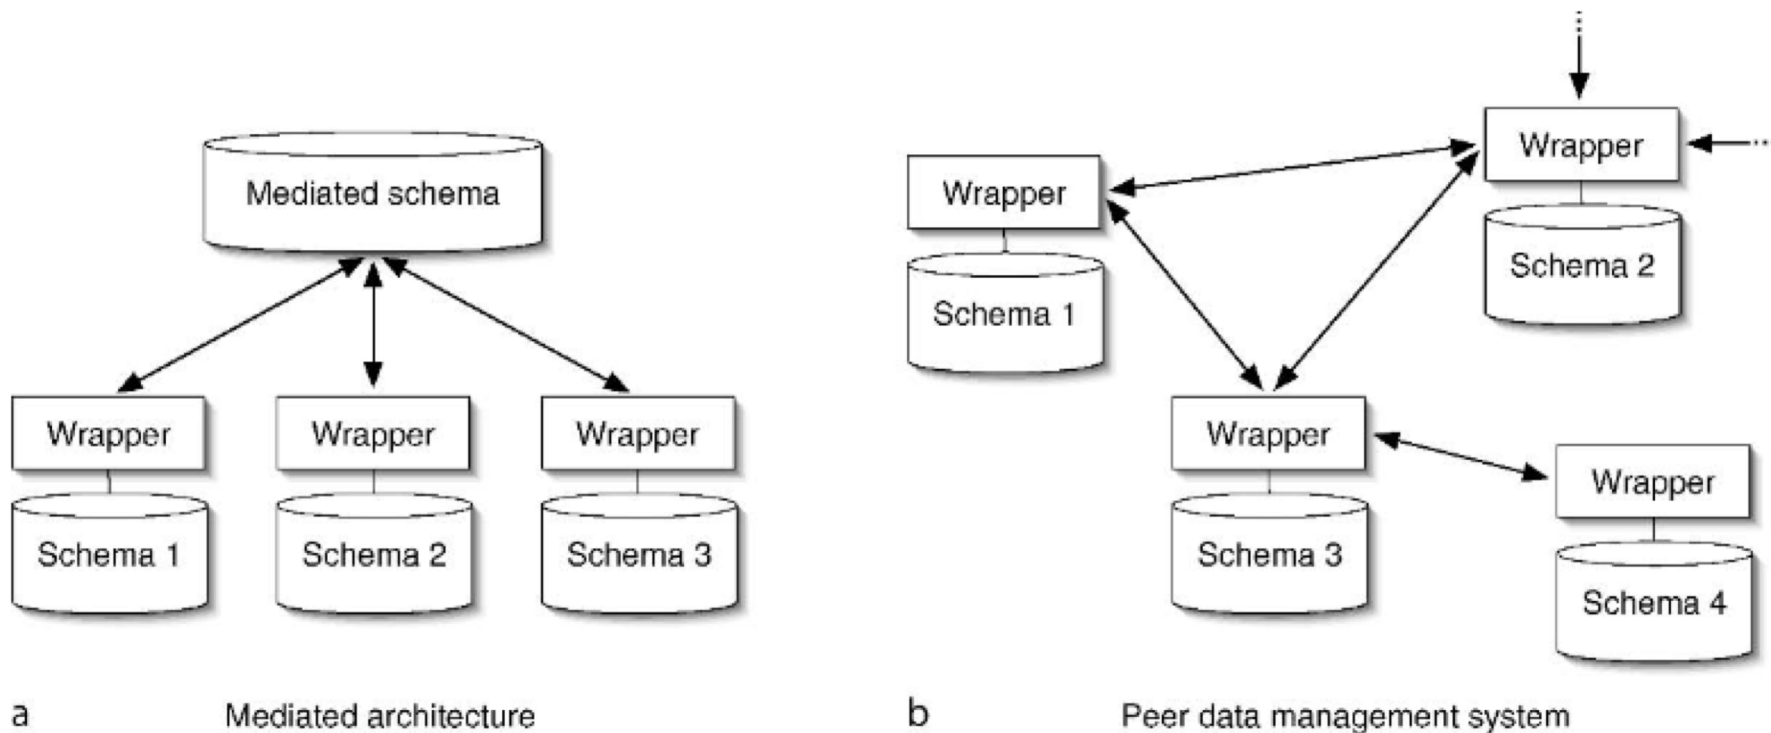 Mediated schema
Wrapper
Wrapper
Wrapper
Schema 1
Schema 2
Schema 3
a
Mediated architecture
Wrapper
Wrapper
Schema 2
Schema 1
Wrapper
Wrapper
Schema 3
Schema 4
b
Peer data management system